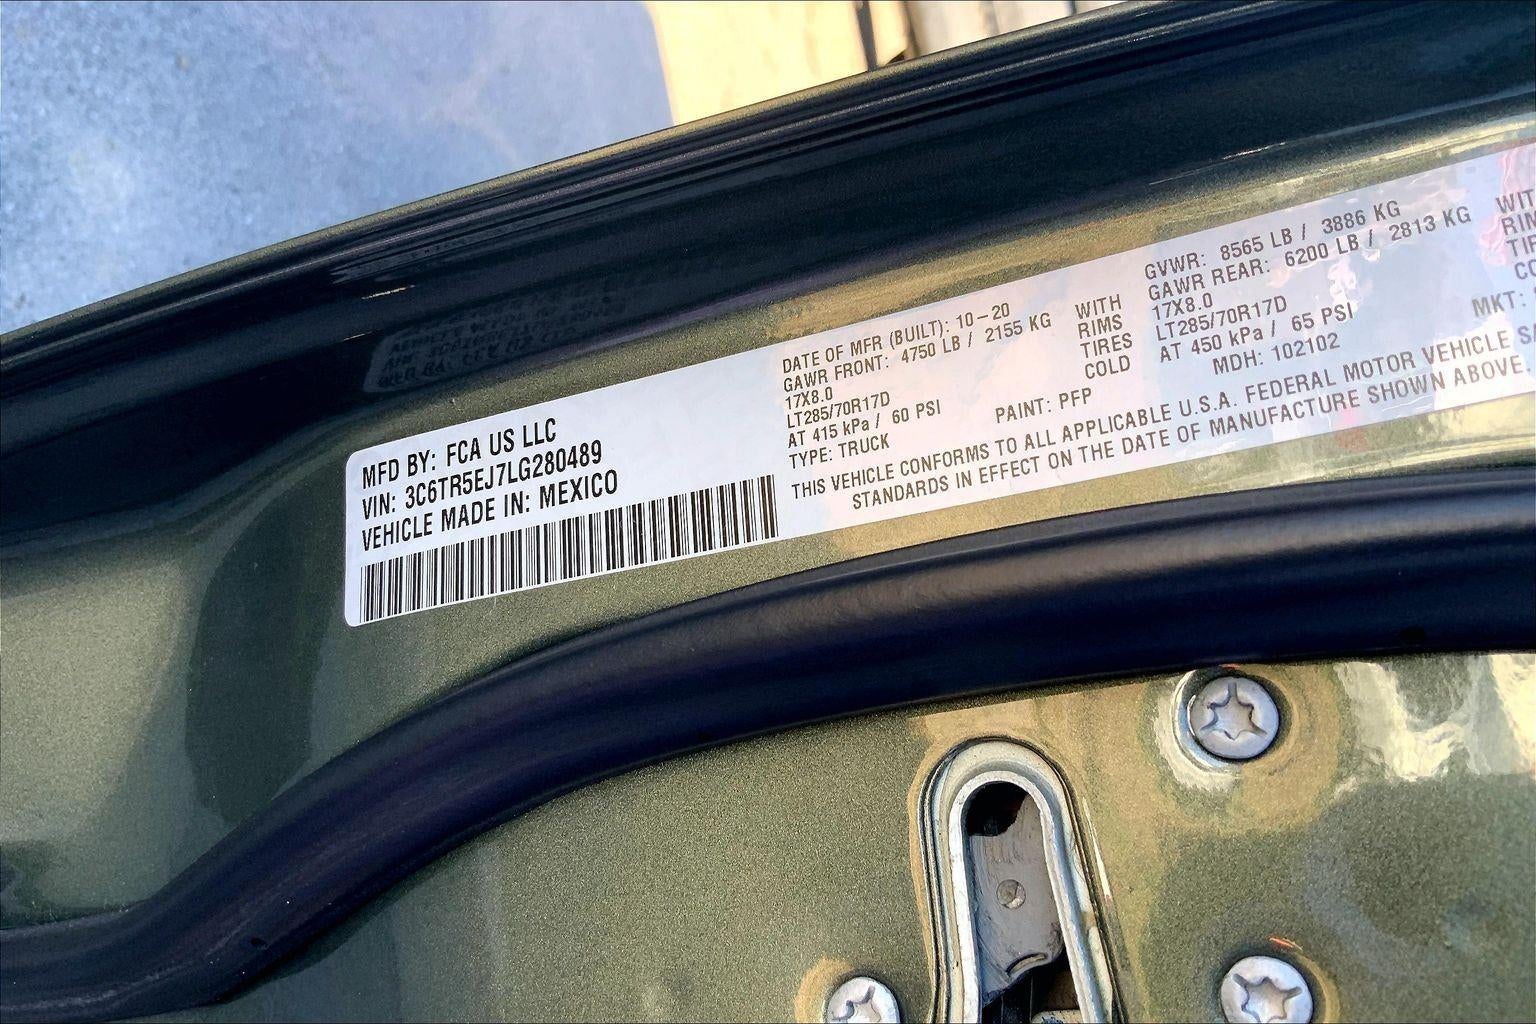 MFD BY: FCA US LLC
VIN: 3C6TR5EJ7LG280489
VEHICLE MADE IN: MEXICO
DATE OF MFR (BUILT): 10-20
GAWR FRONT: 4750 LB / 2155 KG
17X8.0
LT285/70R17D
AT 415 kPa / 60 PSI
TYPE: TRUCK
PAINT: PFP
WITH
RIMS
TIRES
COLD
GVWR: 8565 LB / 3886 KG
GAWR REAR: 6200 LB / 2813 KG
17X8.0
LT285/70R17D
AT 450 kPa / 65 PSI
MDH: 102102
MKT:
THIS VEHICLE CONFORMS TO ALL APPLICABLE U.S.A. FEDERAL MOTOR VEHICLE
STANDARDS IN EFFECT ON THE DATE OF MANUFACTURE SHOWN ABOVE.